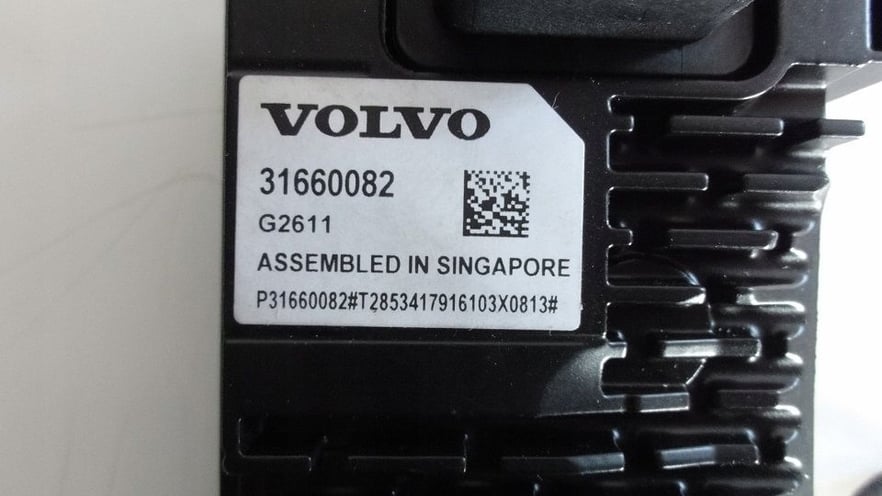 VOLVO
31660082
G2611
ASSEMBLED IN SINGAPORE
P31660082#T2853417916103X0813#